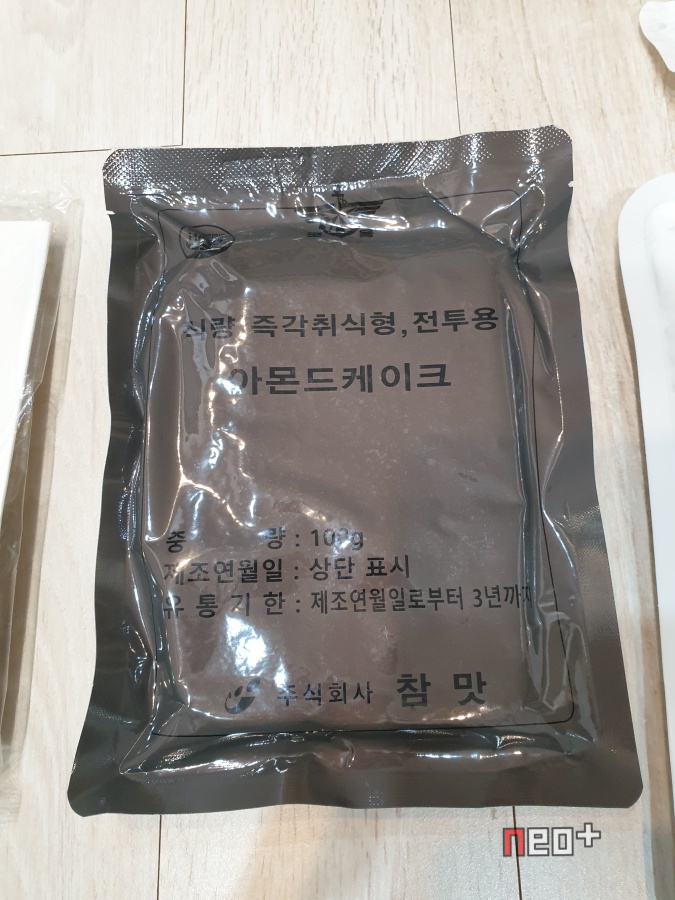 식량, 즉각취식형, 전투용
아몬드케이크
중 량 :
제조연월일 : 상단 표시
유 통 기 한 : 제조연월일로부터 3년까지
주식회사 참 맛
neo+